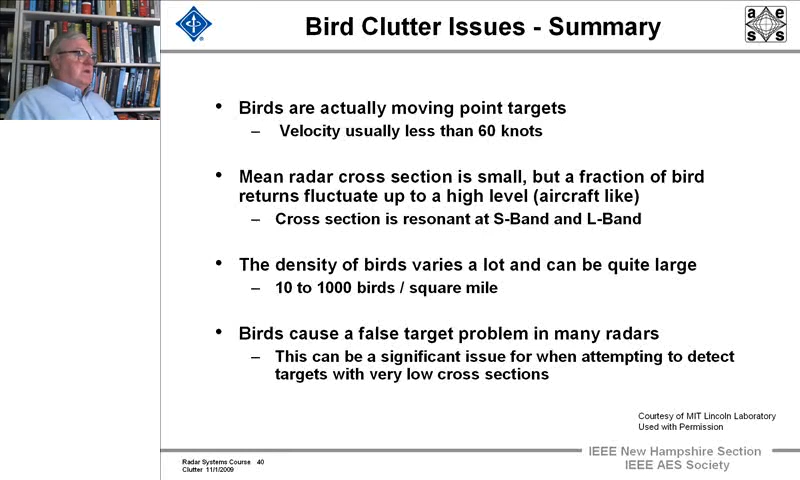 Bird Clutter Issues - Summary
a e
s s
• Birds are actually moving point targets
– Velocity usually less than 60 knots
• Mean radar cross section is small, but a fraction of bird
returns fluctuate up to a high level (aircraft like)
– Cross section is resonant at S-Band and L-Band
• The density of birds varies a lot and can be quite large
– 10 to 1000 birds / square mile
• Birds cause a false target problem in many radars
– This can be a significant issue for when attempting to detect
targets with very low cross sections
Courtesy of MIT Lincoln Laboratory
Used with Permission
Radar Systems Course 40
Clutter 11/1/2009
IEEE New Hampshire Section
IEEE AES Society